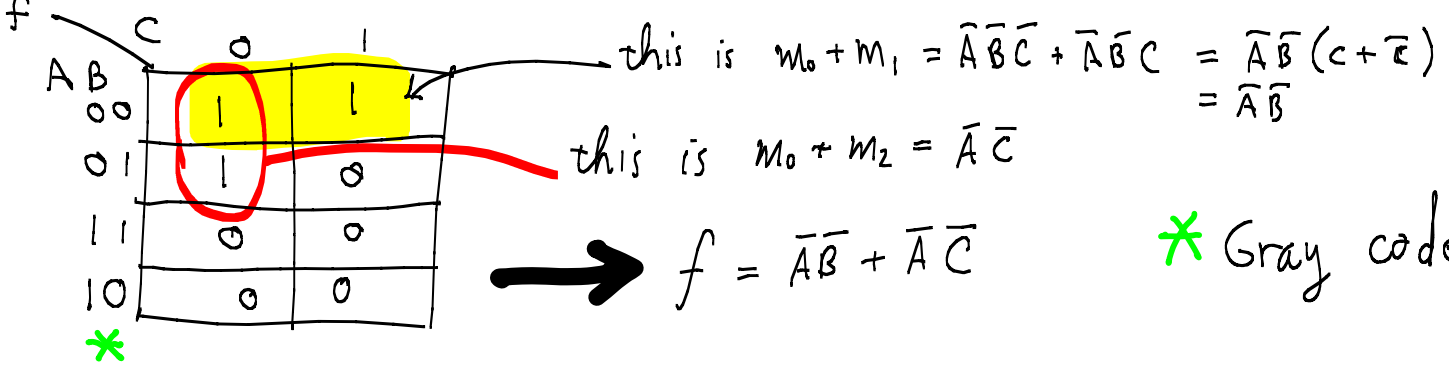 f
C 0 1
A B
00 1 1
01 1 0
11 0 0
10 0 0
*
this is m₀ + m₁ = A̅ B̅ C̅ + A̅ B̅ C = A̅ B̅ (C + C̅)
= A̅ B̅
this is m₀ + m₂ = A̅ C̅
f = A̅ B̅ + A̅ C̅
* Gray code